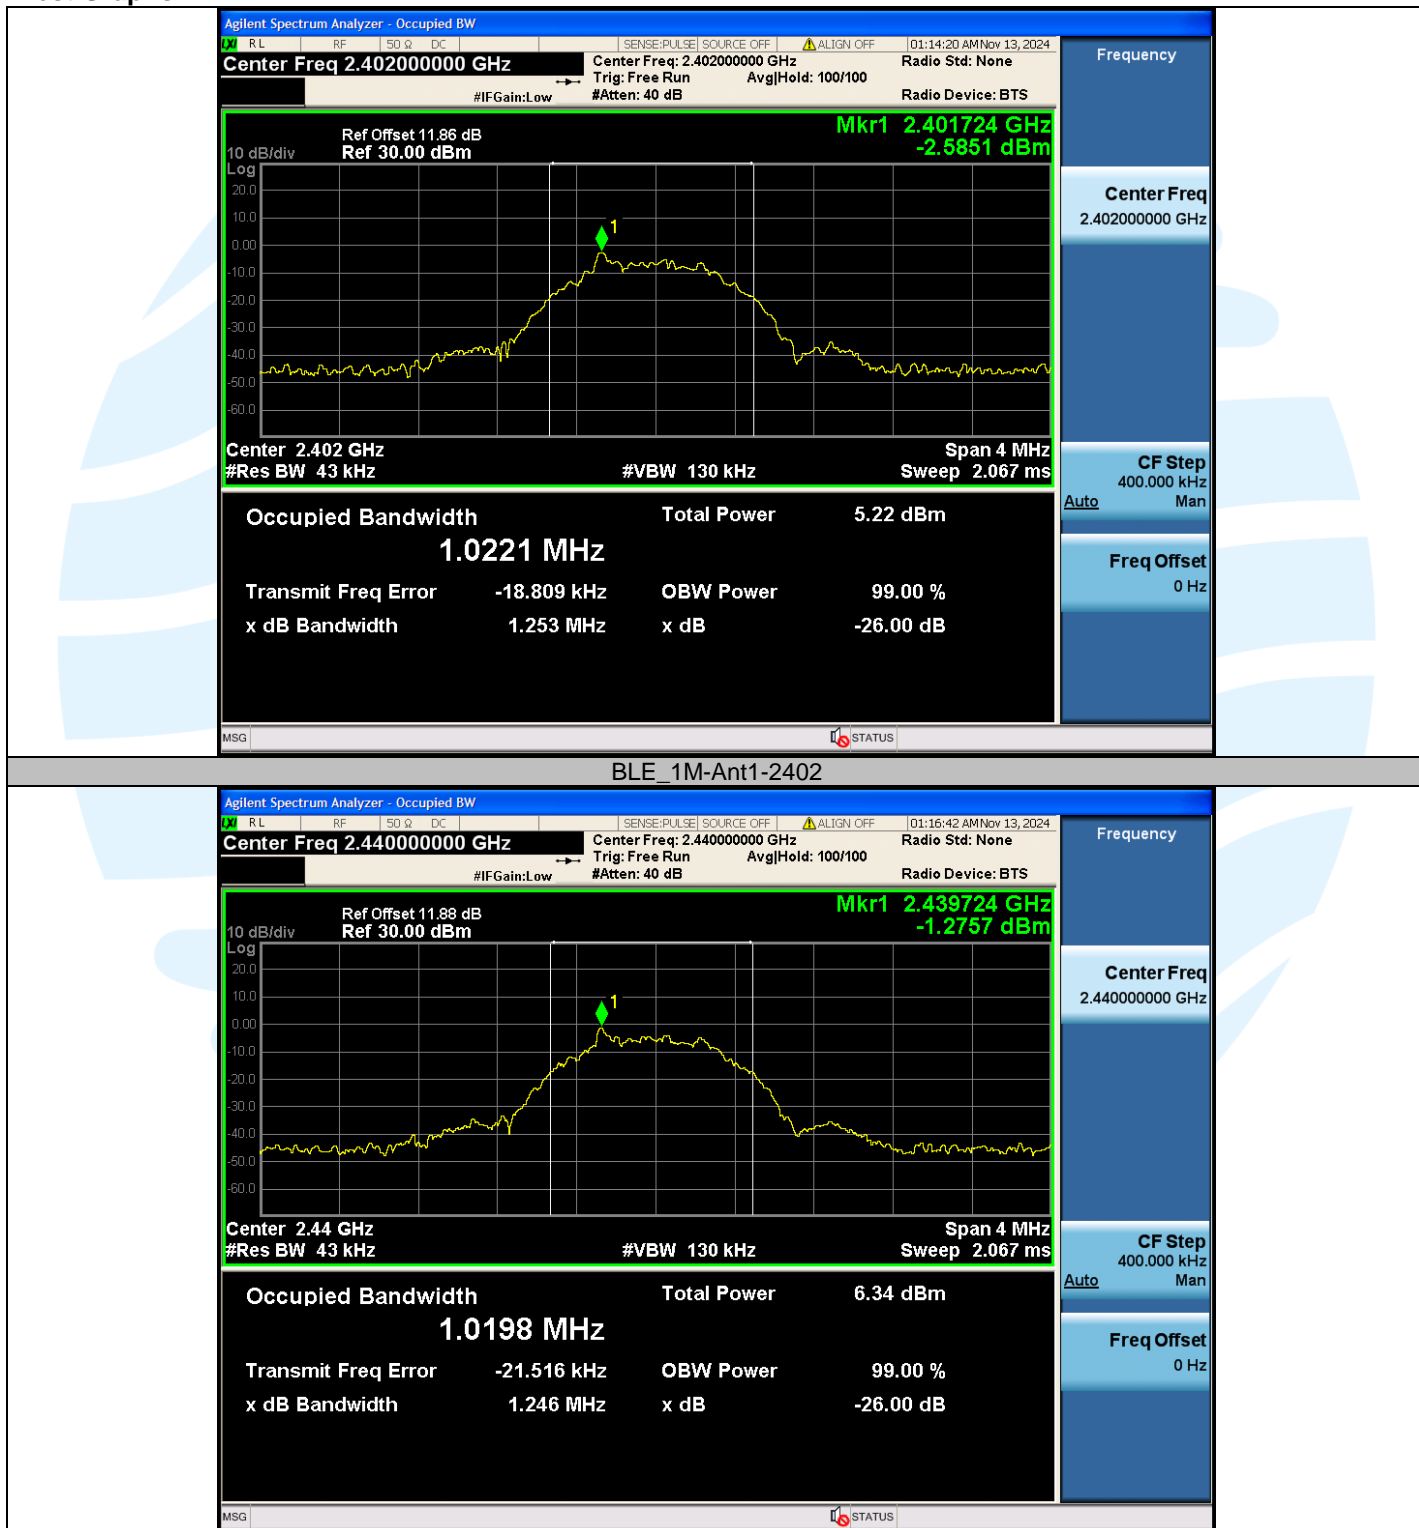 Agilent Spectrum Analyzer - Occupied BW
LXI RL RF 50 Ω DC SENSE:PULSE SOURCE OFF ALIGN OFF 01:14:20 AM Nov 13, 2024
Center Freq 2.402000000 GHz
Center Freq: 2.402000000 GHz Radio Std: None
Trig: Free Run Avg|Hold: 100/100
#IFGain:Low #Atten: 40 dB Radio Device: BTS
Frequency
Mkr1 2.401724 GHz
-2.5851 dBm
Ref Offset 11.86 dB
10 dB/div Ref 30.00 dBm
Log
20.0
10.0
0.00
-10.0
-20.0
-30.0
-40.0
-50.0
-60.0
1
Center 2.402 GHz Span 4 MHz
#Res BW 43 kHz #VBW 130 kHz Sweep 2.067 ms
Center Freq
2.402000000 GHz
CF Step
400.000 kHz
Auto Man
Freq Offset
0 Hz
Occupied Bandwidth Total Power 5.22 dBm
1.0221 MHz
Transmit Freq Error -18.809 kHz OBW Power 99.00 %
x dB Bandwidth 1.253 MHz x dB -26.00 dB
MSG STATUS
BLE_1M-Ant1-2402
Agilent Spectrum Analyzer - Occupied BW
LXI RL RF 50 Ω DC SENSE:PULSE SOURCE OFF ALIGN OFF 01:16:42 AM Nov 13, 2024
Center Freq 2.440000000 GHz
Center Freq: 2.440000000 GHz Radio Std: None
Trig: Free Run Avg|Hold: 100/100
#IFGain:Low #Atten: 40 dB Radio Device: BTS
Frequency
Mkr1 2.439724 GHz
-1.2757 dBm
Ref Offset 11.88 dB
10 dB/div Ref 30.00 dBm
Log
20.0
10.0
0.00
-10.0
-20.0
-30.0
-40.0
-50.0
-60.0
1
Center 2.44 GHz Span 4 MHz
#Res BW 43 kHz #VBW 130 kHz Sweep 2.067 ms
Center Freq
2.440000000 GHz
CF Step
400.000 kHz
Auto Man
Freq Offset
0 Hz
Occupied Bandwidth Total Power 6.34 dBm
1.0198 MHz
Transmit Freq Error -21.516 kHz OBW Power 99.00 %
x dB Bandwidth 1.246 MHz x dB -26.00 dB
MSG STATUS